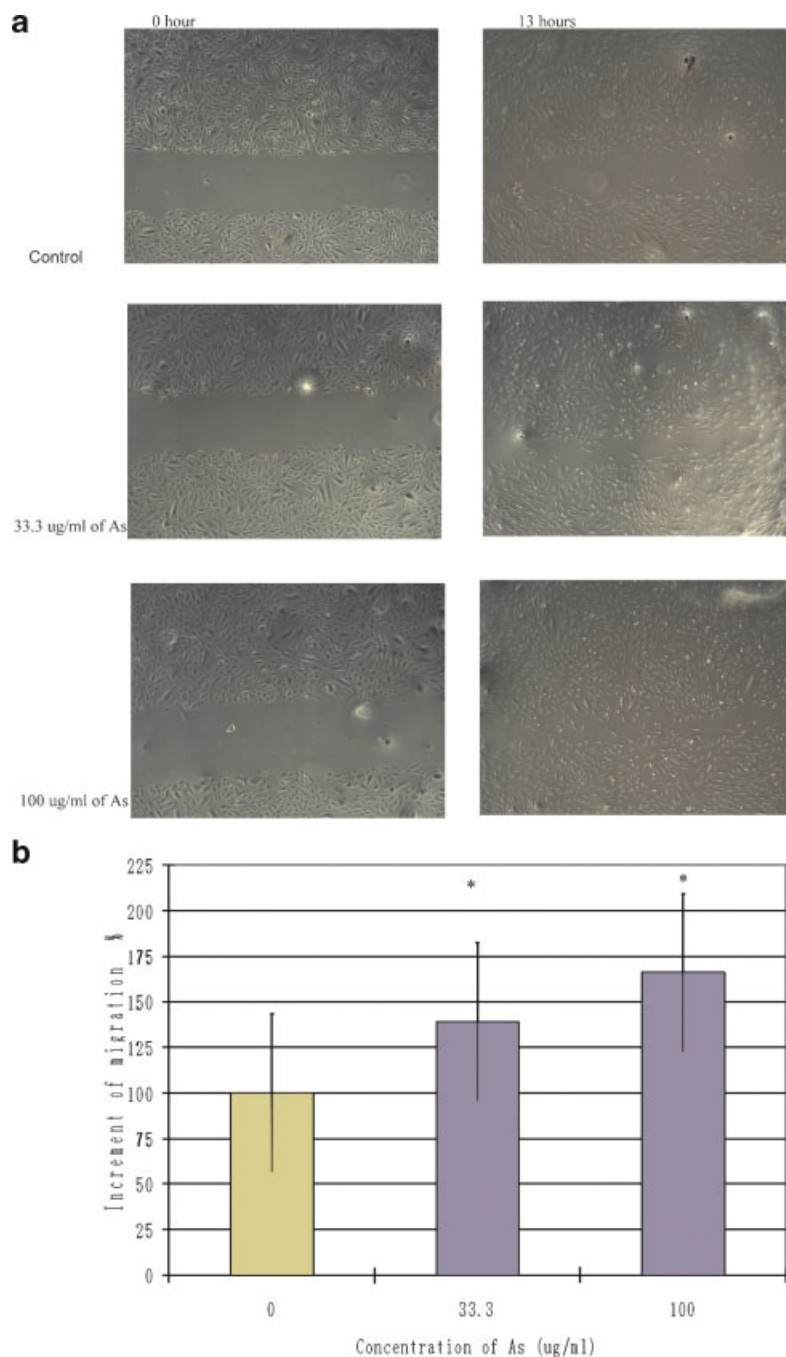 a
0 hour
13 hours
Control
33.3 ug/ml of As
100 ug/ml of As
b
Increment of migration %
225
200
175
150
125
100
75
50
25
0
*
*
0
33.3
100
Concentration of As (ug/ml)